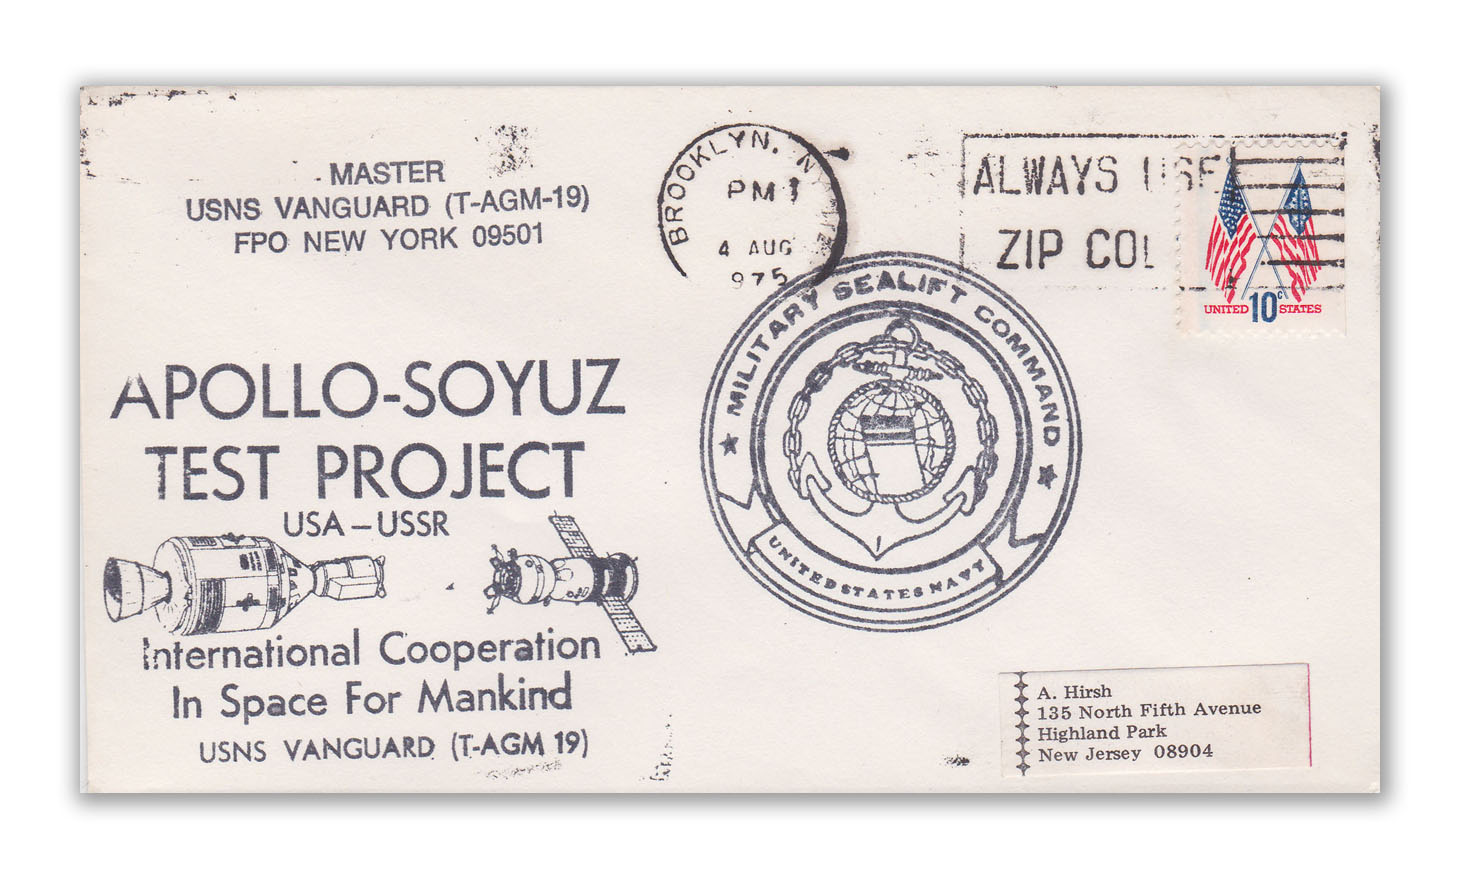 MASTER
USNS VANGUARD (T-AGM-19)
FPO NEW YORK 09501
BROOKLYN, N
PM
4 AUG
975
ALWAYS USE
ZIP COL
UNITED 10c STATES
MILITARY SEALIFT COMMAND
UNITED STATES NAVY
APOLLO-SOYUZ
TEST PROJECT
USA-USSR
International Cooperation
In Space For Mankind
USNS VANGUARD (T-AGM 19)
A. Hirsh
135 North Fifth Avenue
Highland Park
New Jersey 08904